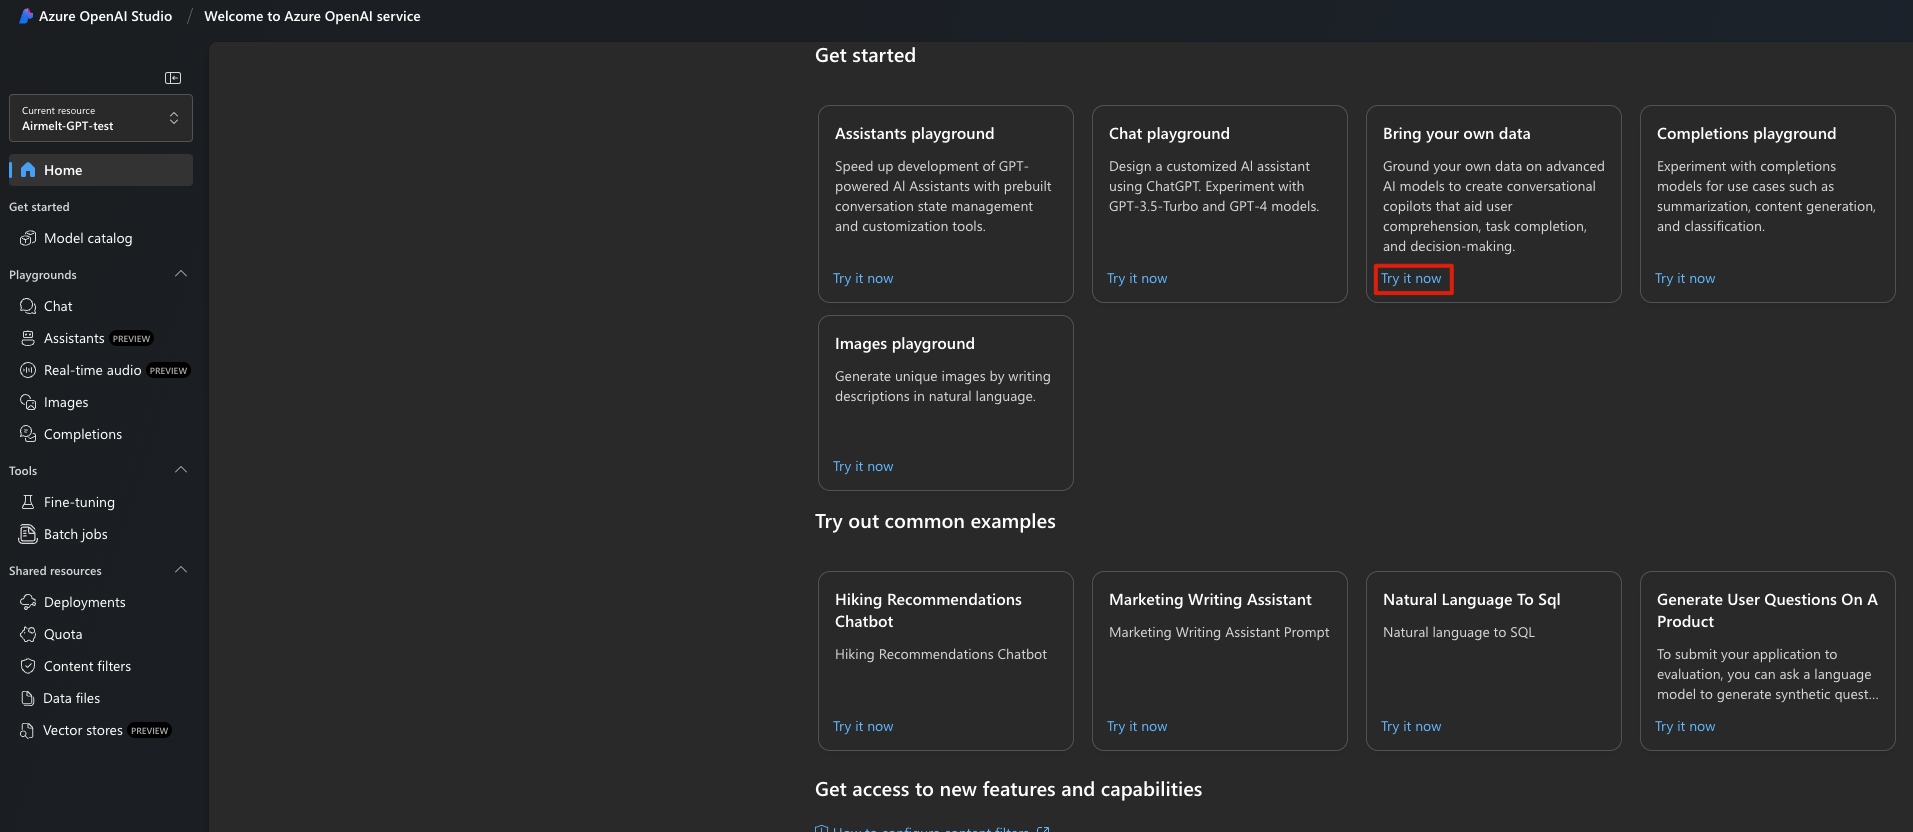 Azure OpenAI Studio / Welcome to Azure OpenAI service
Current resource
Airmelt-GPT-test
Home
Get started
Model catalog
Playgrounds
Chat
Assistants PREVIEW
Real-time audio PREVIEW
Images
Completions
Tools
Fine-tuning
Batch jobs
Shared resources
Deployments
Quota
Content filters
Data files
Vector stores PREVIEW
Get started
Assistants playground
Speed up development of GPT-
powered AI Assistants with prebuilt
conversation state management
and customization tools.
Try it now
Chat playground
Design a customized AI assistant
using ChatGPT. Experiment with
GPT-3.5-Turbo and GPT-4 models.
Try it now
Bring your own data
Ground your own data on advanced
AI models to create conversational
copilots that aid user
comprehension, task completion,
and decision-making.
Try it now
Completions playground
Experiment with completions
models for use cases such as
summarization, content generation,
and classification.
Try it now
Images playground
Generate unique images by writing
descriptions in natural language.
Try it now
Try out common examples
Hiking Recommendations
Chatbot
Hiking Recommendations Chatbot
Try it now
Marketing Writing Assistant
Marketing Writing Assistant Prompt
Try it now
Natural Language To Sql
Natural language to SQL
Try it now
Generate User Questions On A
Product
To submit your application to
evaluation, you can ask a language
model to generate synthetic quest...
Try it now
Get access to new features and capabilities
How to configure content filters